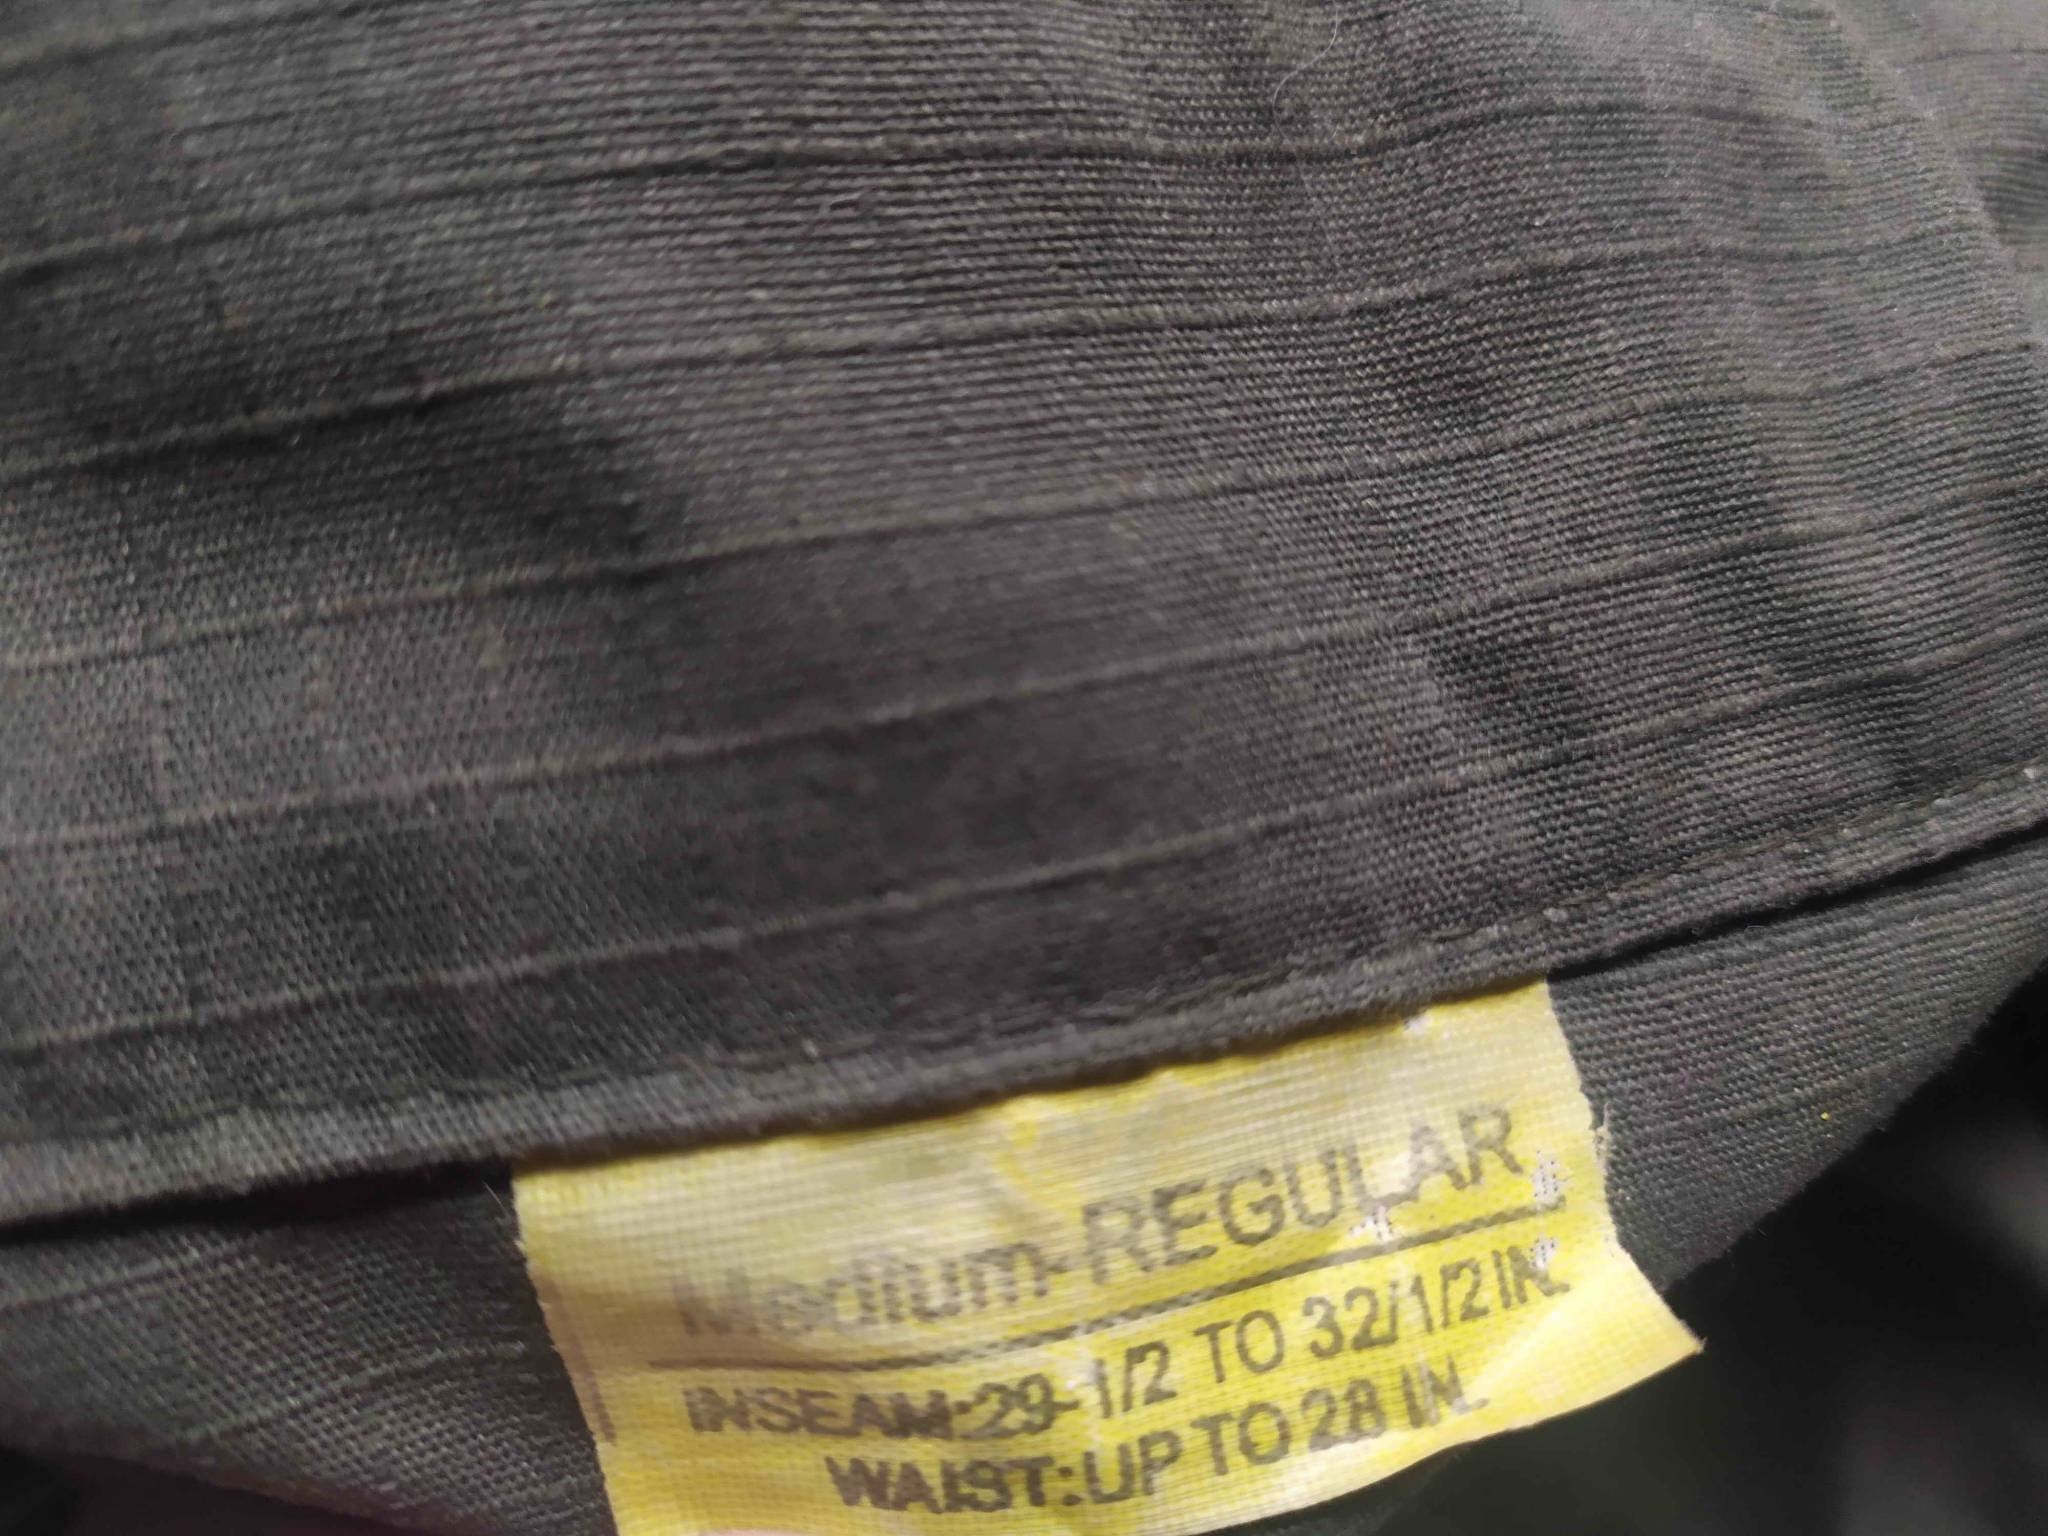 Medium-REGULAR
INSEAM:29-1/2 TO 32/1/2 IN.
WAIST:UP TO 28 IN.